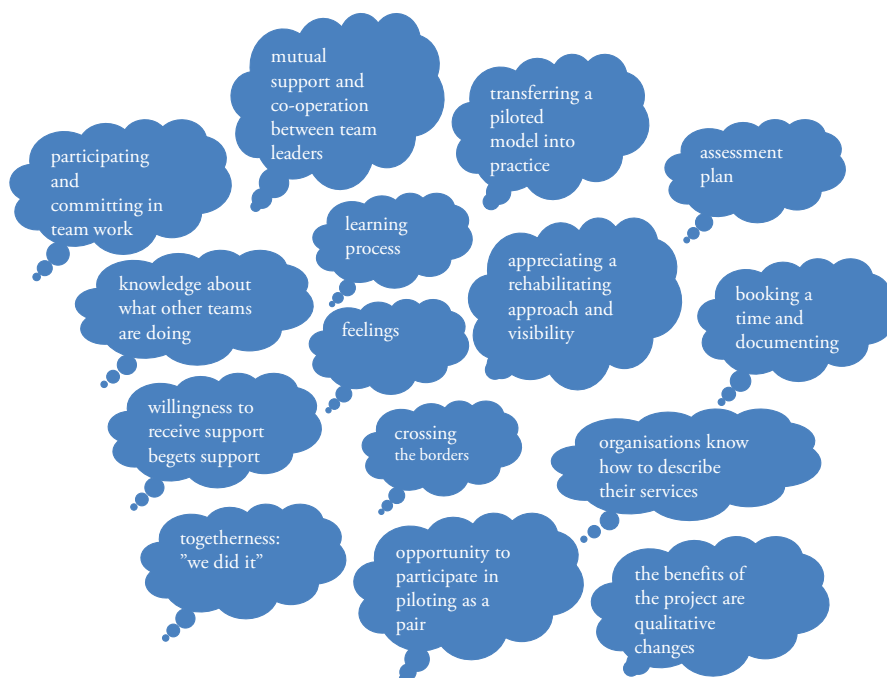 mutual
support and
co-operation
between team
leaders
transferring a
piloted
model into
practice
assessment
plan
participating
and
committing in
team work
learning
process
appreciating a
rehabilitating
approach and
visibility
knowledge about
what other teams
are doing
booking a
time and
documenting
feelings
willingness to
receive support
begets support
crossing
the borders
organisations know
how to describe
their services
togetherness:
”we did it”
opportunity to
participate in
piloting as a
pair
the benefits of
the project are
qualitative
changes